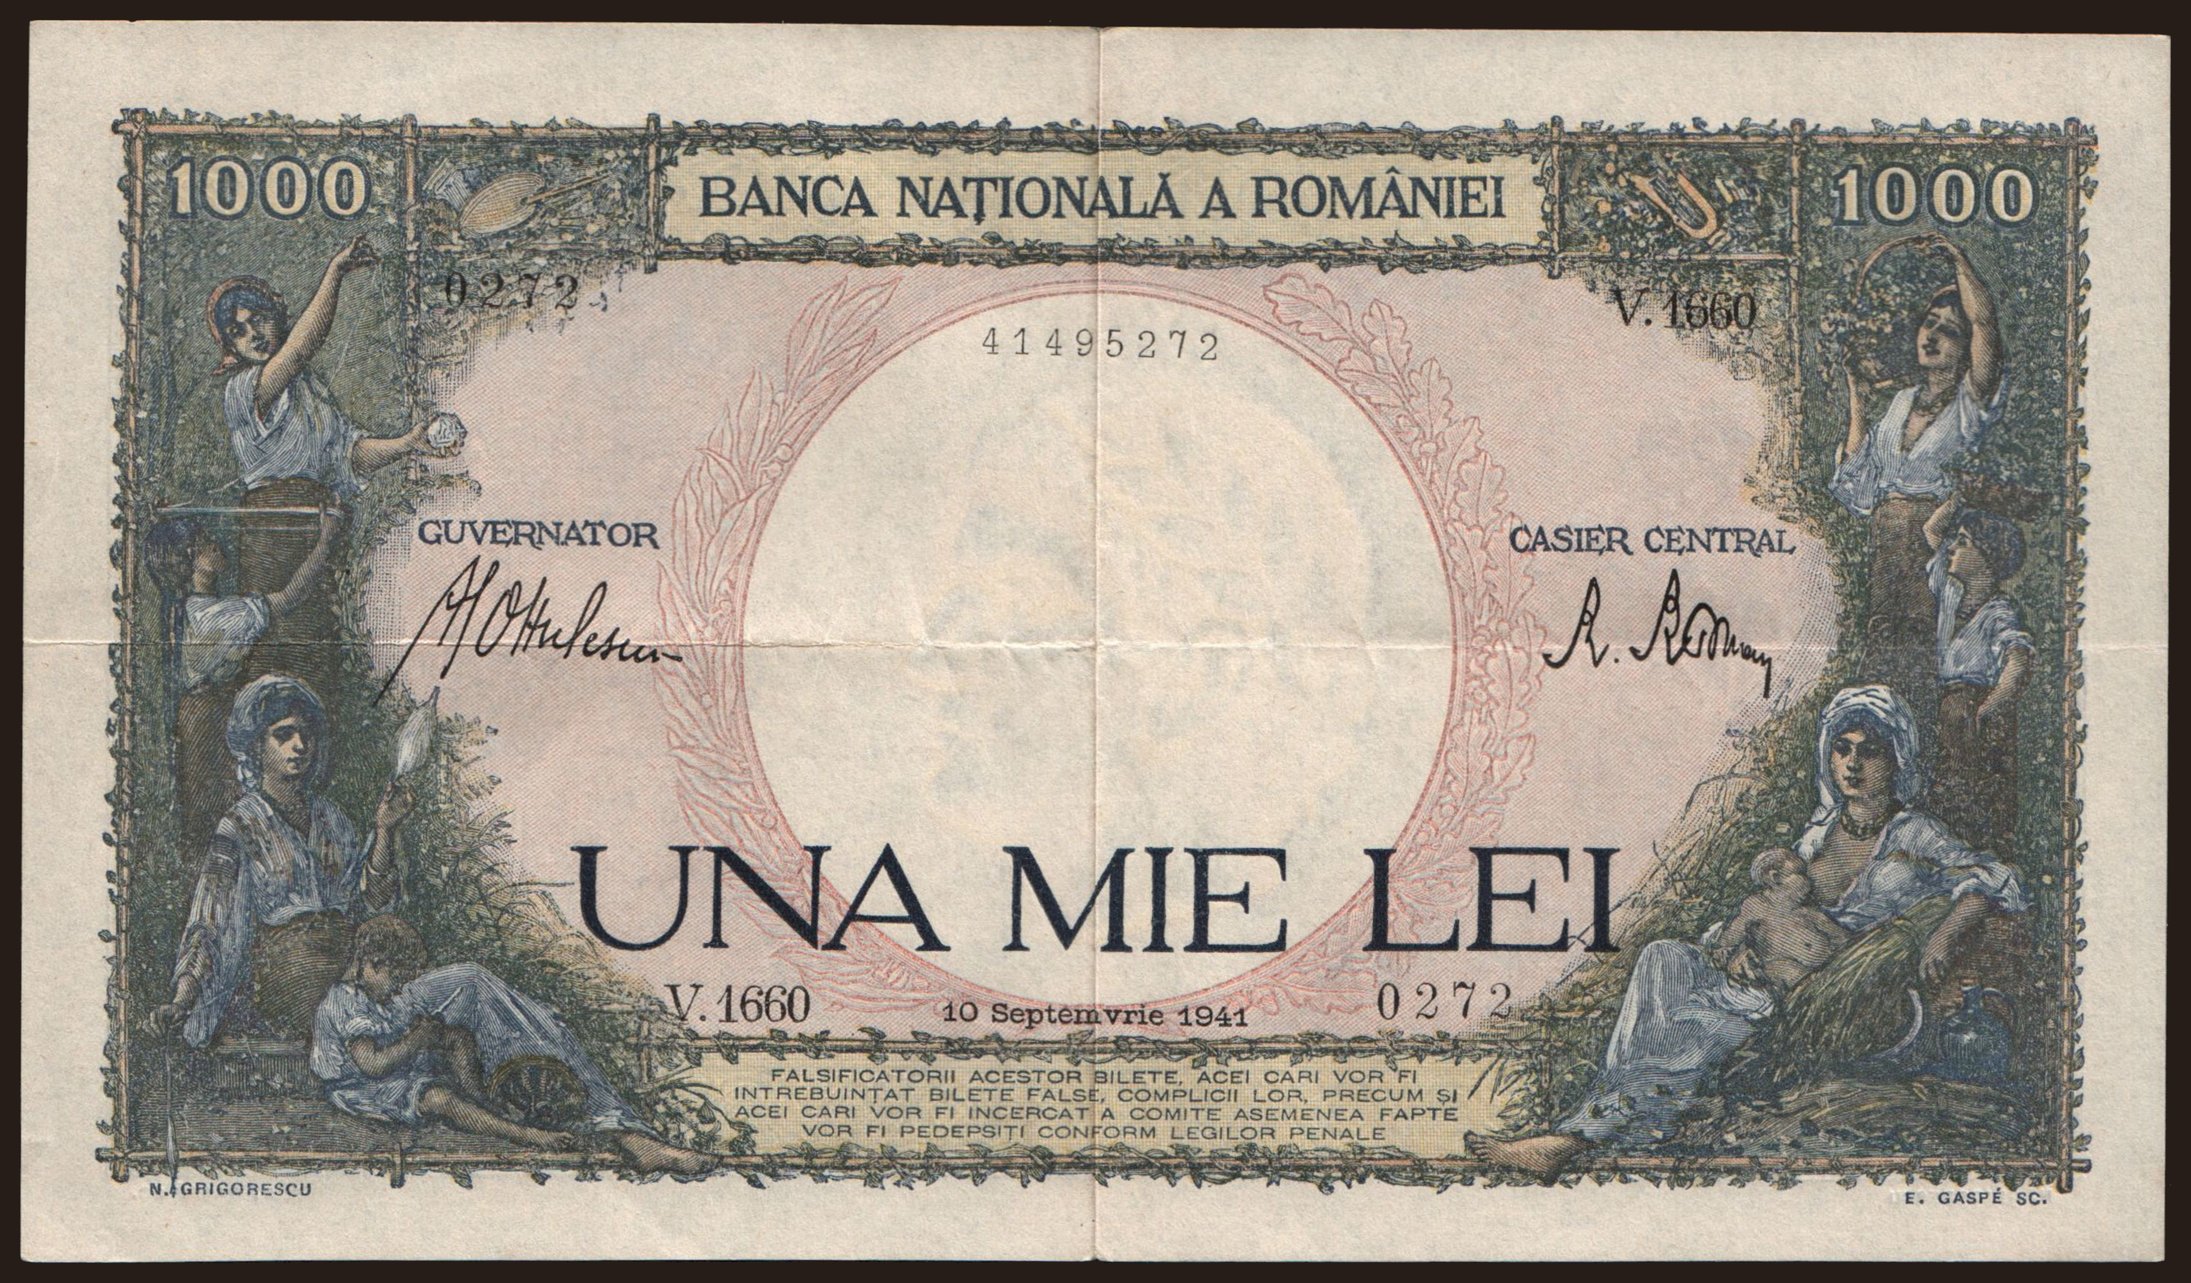 1000
BANCA NAȚIONALĂ A ROMÂNIEI
1000
0272
V.1660
41495272
GUVERNATOR
CASIER CENTRAL
UNA MIE LEI
V.1660
10 Septemvrie 1941
0272
FALSIFICATORII ACESTOR BILETE, ACEI CARI VOR FI
INTREBUINȚAT BILETE FALSE, COMPLICII LOR, PRECUM ȘI
ACEI CARI VOR FI INCERCAT A COMITE ASEMENEA FAPTE
VOR FI PEDEPSIȚI CONFORM LEGILOR PENALE
N. GRIGORESCU
E. GASPÉ SC.